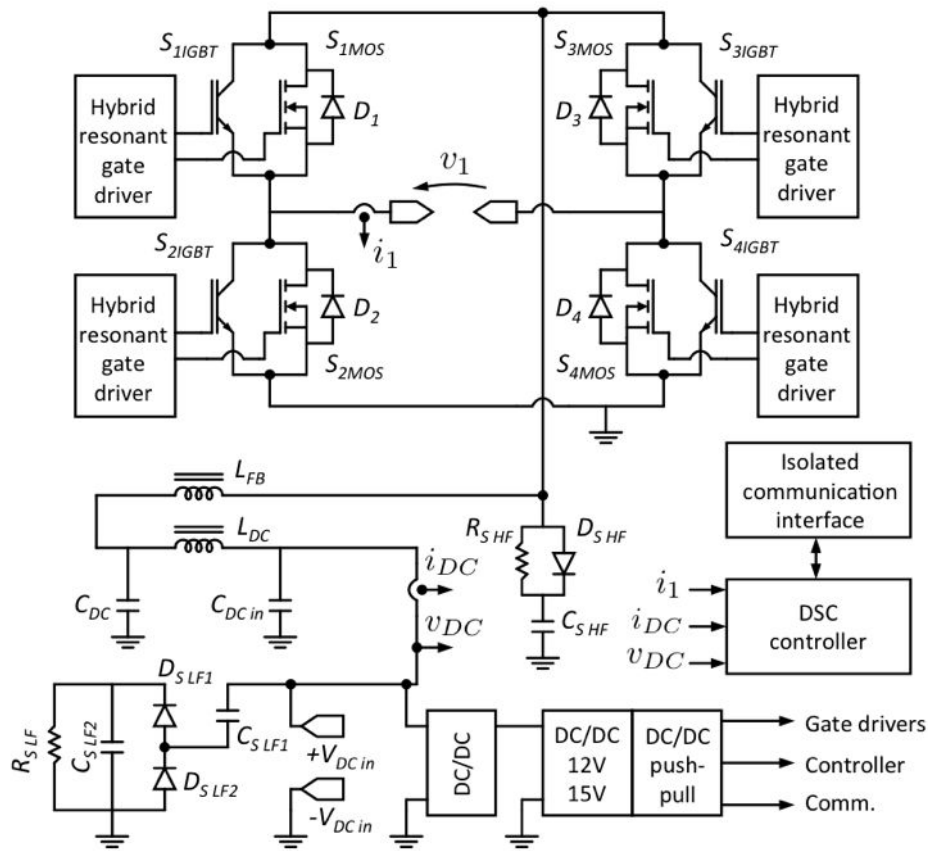 S1IGBT
S1MOS
S3MOS
S3IGBT
Hybrid
resonant
gate
driver
D1
D3
Hybrid
resonant
gate
driver
v1
i1
S2IGBT
S4IGBT
Hybrid
resonant
gate
driver
D2
D4
Hybrid
resonant
gate
driver
S2MOS
S4MOS
LFB
LDC
CDC
CDC in
iDC
vDC
RS HF
DS HF
CS HF
Isolated
communication
interface
i1
iDC
vDC
DSC
controller
DS LF1
RS LF
CS LF2
DS LF2
CS LF1
+VDC in
-VDC in
DC/DC
DC/DC
12V
15V
DC/DC
push-
pull
Gate drivers
Controller
Comm.